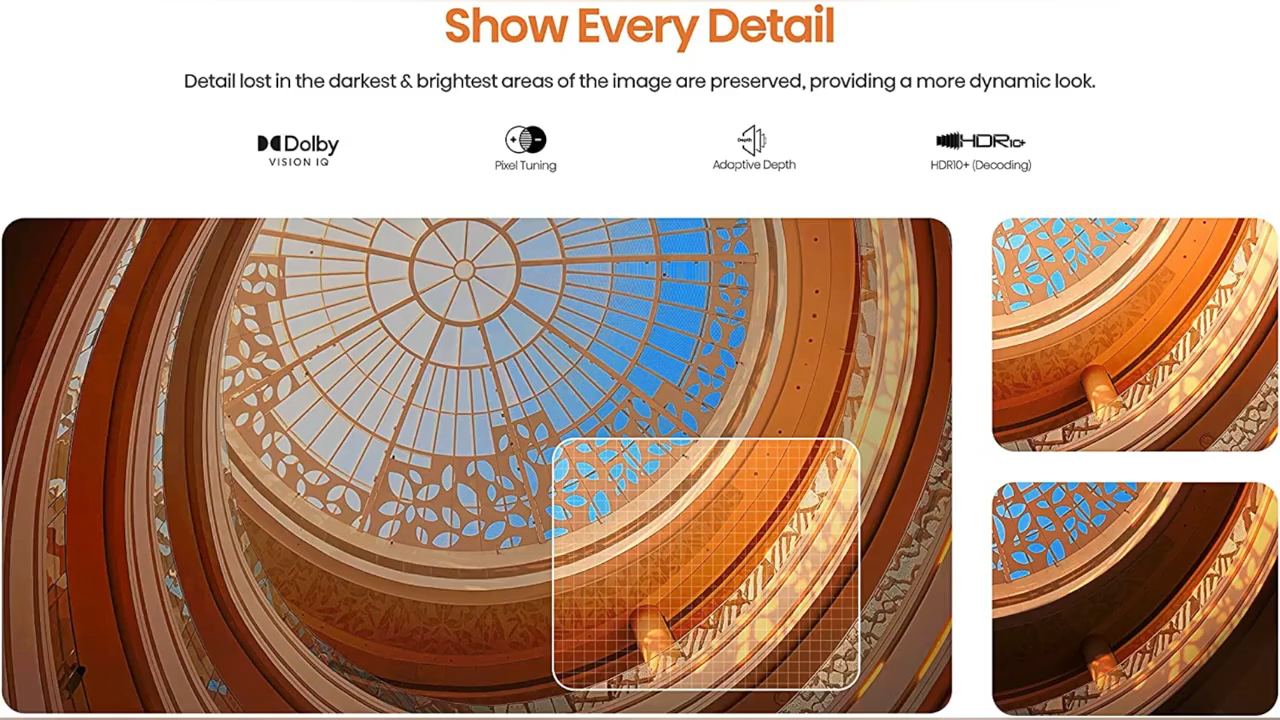 Show Every Detail
Detail lost in the darkest & brightest areas of the image are preserved, providing a more dynamic look.
Dolby
VISION IQ
Pixel Tuning
Depth
Adaptive Depth
HDR10+
HDR10+ (Decoding)